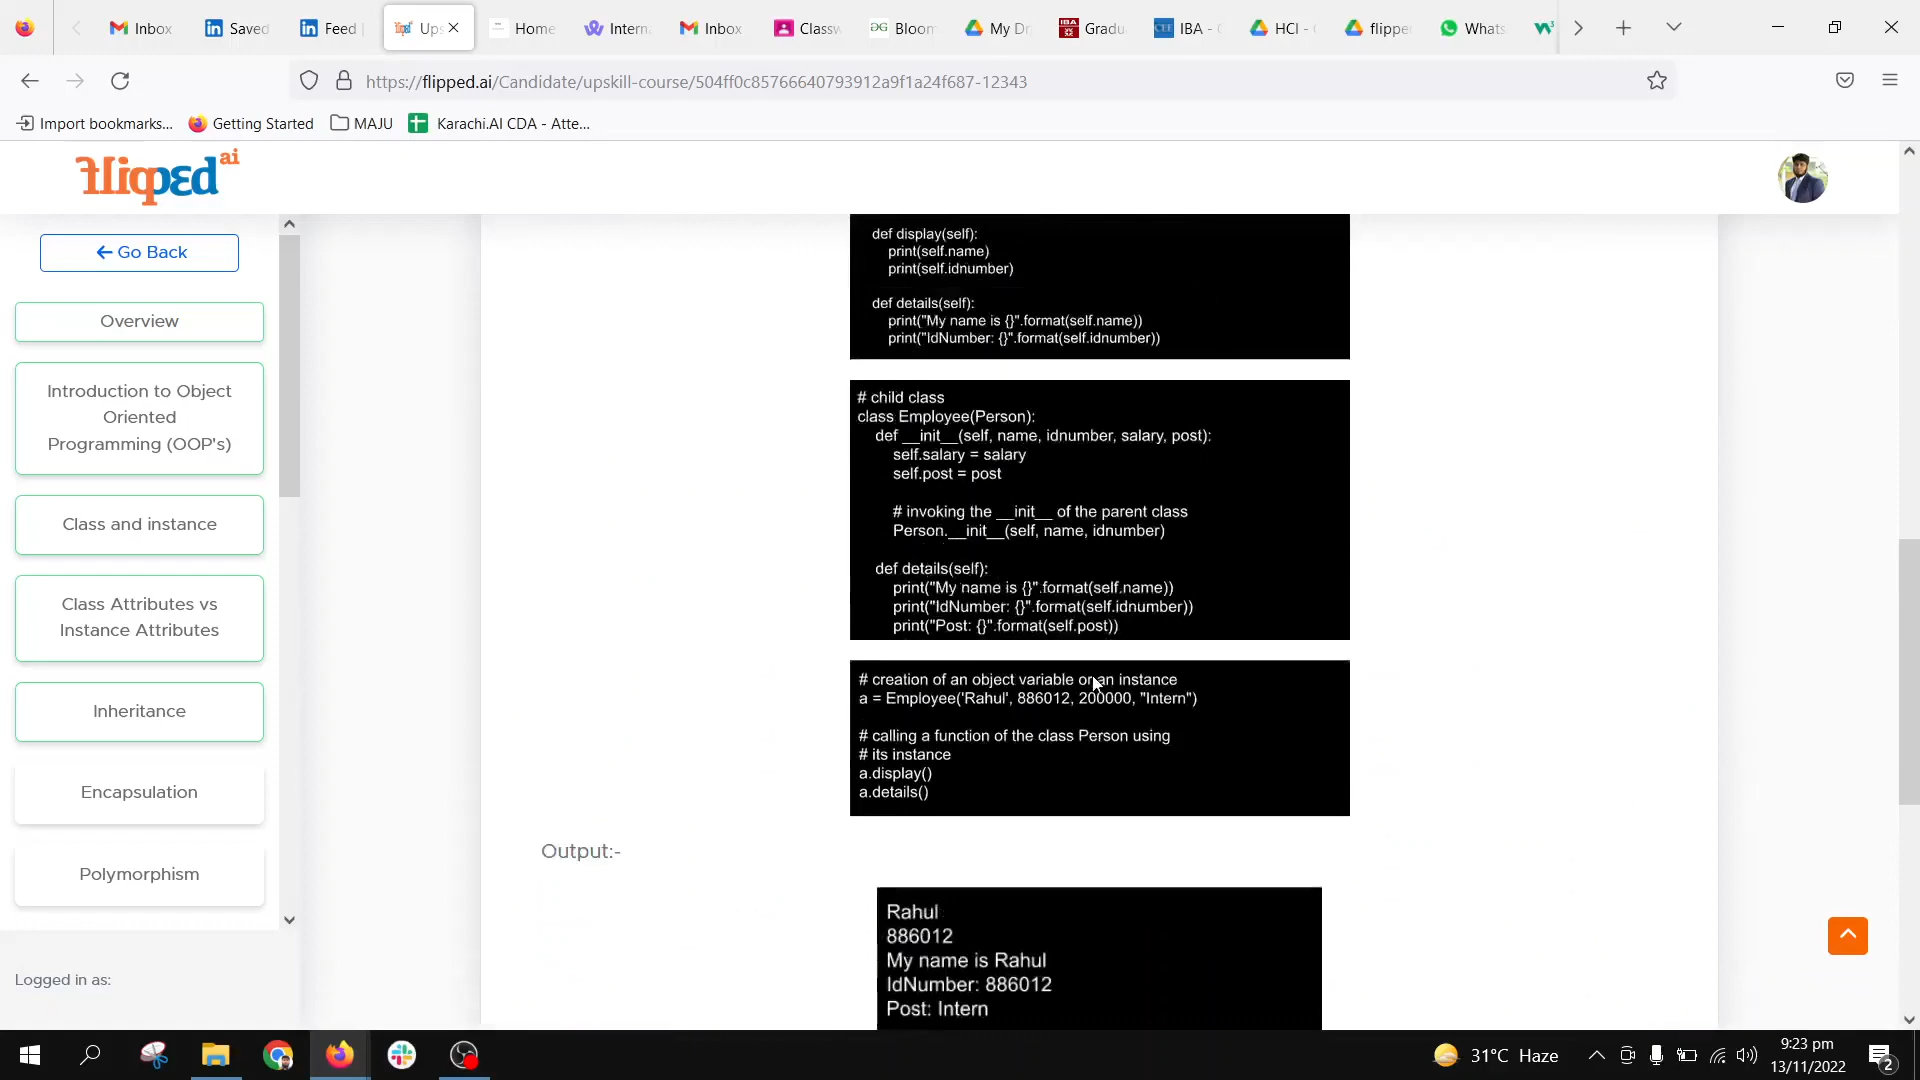 Inbox
Saved
Feed
Ups
Home
Intern
Inbox
Classw
Bloom
My Dr
IBA
Gradu
CEE
IBA - C
HCI -
flippe
Whats
https://flipped.ai/Candidate/upskill-course/504ff0c85766640793912a9f1a24f687-12343
Import bookmarks...
Getting Started
MAJU
Karachi.AI CDA - Atte...
flipped ai
Go Back
Overview
Introduction to Object
Oriented
Programming (OOP's)
Class and instance
Class Attributes vs
Instance Attributes
Inheritance
Encapsulation
Polymorphism
Logged in as:
def display(self):
print(self.name)
print(self.idnumber)
def details(self):
print("My name is {}".format(self.name))
print("IdNumber: {}".format(self.idnumber))
# child class
class Employee(Person):
def __init__(self, name, idnumber, salary, post):
self.salary = salary
self.post = post
# invoking the __init__ of the parent class
Person.__init__(self, name, idnumber)
def details(self):
print("My name is {}".format(self.name))
print("IdNumber: {}".format(self.idnumber))
print("Post: {}".format(self.post))
# creation of an object variable or an instance
a = Employee('Rahul', 886012, 200000, "Intern")
# calling a function of the class Person using
# its instance
a.display()
a.details()
Output:-
Rahul
886012
My name is Rahul
IdNumber: 886012
Post: Intern
31°C Haze
9:23 pm
13/11/2022
2